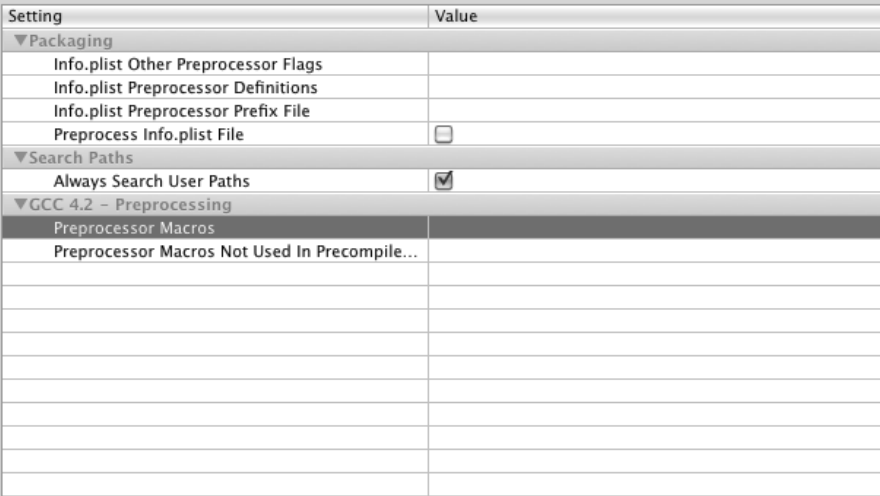 Setting Value
▼Packaging
Info.plist Other Preprocessor Flags
Info.plist Preprocessor Definitions
Info.plist Preprocessor Prefix File
Preprocess Info.plist File
▼Search Paths
Always Search User Paths
▼GCC 4.2 – Preprocessing
Preprocessor Macros
Preprocessor Macros Not Used In Precompile...